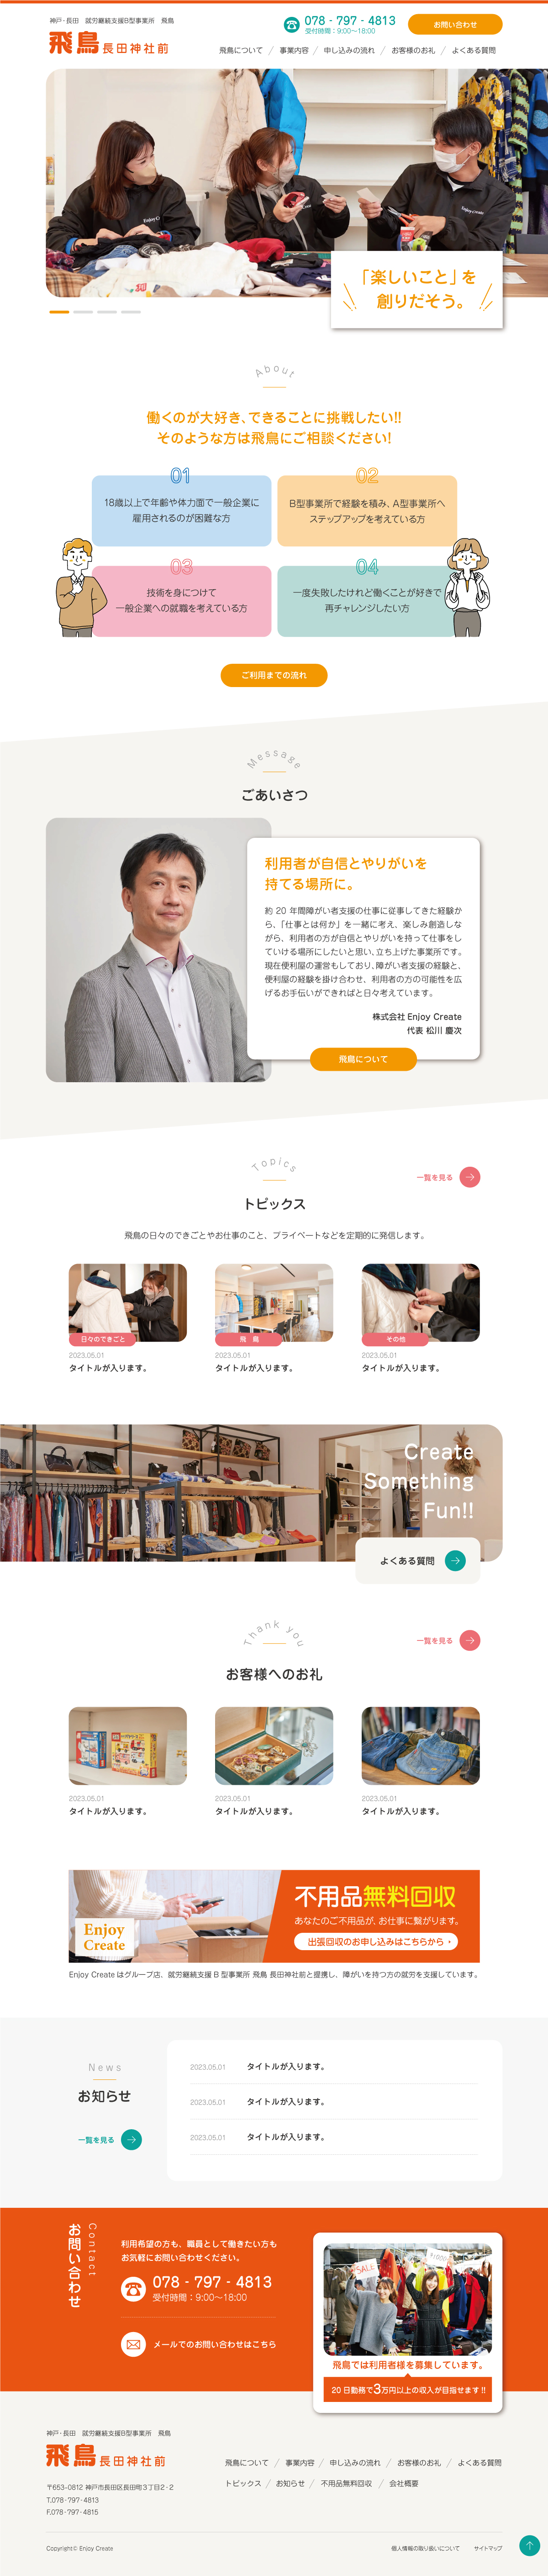 神戸・長田　就労継続支援B型事業所　飛鳥
飛鳥 長田神社前
078 - 797 - 4813
受付時間：9:00〜18:00
お問い合わせ
飛鳥について ／ 事業内容 ／ 申し込みの流れ ／ お客様のお礼 ／ よくある質問
Enjoy Create
「楽しいこと」を
創りだそう。
About
働くのが大好き、できることに挑戦したい!!
そのような方は飛鳥にご相談ください!
01
18歳以上で年齢や体力面で一般企業に
雇用されるのが困難な方
02
B型事業所で経験を積み、A型事業所へ
ステップアップを考えている方
03
技術を身につけて
一般企業への就職を考えている方
04
一度失敗したけれど働くことが好きで
再チャレンジしたい方
ご利用までの流れ
Message
ごあいさつ
利用者が自信とやりがいを
持てる場所に。
約 20 年間障がい者支援の仕事に従事してきた経験か
ら、「仕事とは何か」を一緒に考え、楽しみ創造しな
がら、利用者の方が自信とやりがいを持って仕事をし
ていける場所にしたいと思い、立ち上げた事業所です。
現在便利屋の運営もしており、障がい者支援の経験と、
便利屋の経験を掛け合わせ、利用者の方の可能性を広
げるお手伝いができればと日々考えています。
株式会社 Enjoy Create
代表 松川 慶次
飛鳥について
Topics
一覧を見る
トピックス
飛鳥の日々のできごとやお仕事のこと、プライベートなどを定期的に発信します。
日々のできごと
2023.05.01
タイトルが入ります。
飛　鳥
2023.05.01
タイトルが入ります。
その他
2023.05.01
タイトルが入ります。
Create
Something
Fun!!
よくある質問
Thank you
一覧を見る
お客様へのお礼
2023.05.01
タイトルが入ります。
2023.05.01
タイトルが入ります。
2023.05.01
タイトルが入ります。
Enjoy
Create
不用品無料回収
あなたのご不用品が、お仕事に繋がります。
出張回収のお申し込みはこちらから
Enjoy Create はグループ店、就労継続支援 B 型事業所 飛鳥 長田神社前と提携し、障がいを持つ方の就労を支援しています。
News
お知らせ
一覧を見る
2023.05.01 タイトルが入ります。
2023.05.01 タイトルが入ります。
2023.05.01 タイトルが入ります。
Contact
お問い合わせ
利用希望の方も、職員として働きたい方も
お気軽にお問い合わせください。
078 - 797 - 4813
受付時間：9:00〜18:00
メールでのお問い合わせはこちら
SALE
¥1000
飛鳥では利用者様を募集しています。
20 日勤務で3万円以上の収入が目指せます !!
神戸・長田　就労継続支援B型事業所　飛鳥
飛鳥 長田神社前
〒653-0812 神戸市長田区長田町3丁目2-2
T.078-797-4813
F.078-797-4815
飛鳥について ／ 事業内容 ／ 申し込みの流れ ／ お客様のお礼 ／ よくある質問
トピックス ／ お知らせ ／ 不用品無料回収 ／ 会社概要
Copyright© Enjoy Create
個人情報の取り扱いについて
サイトマップ